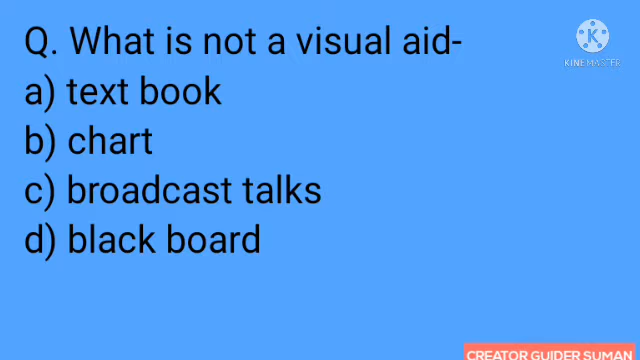 Q. What is not a visual aid-
a) text book
b) chart
c) broadcast talks
d) black board
K
KINEMASTER
CREATOR GUIDER SUMAN